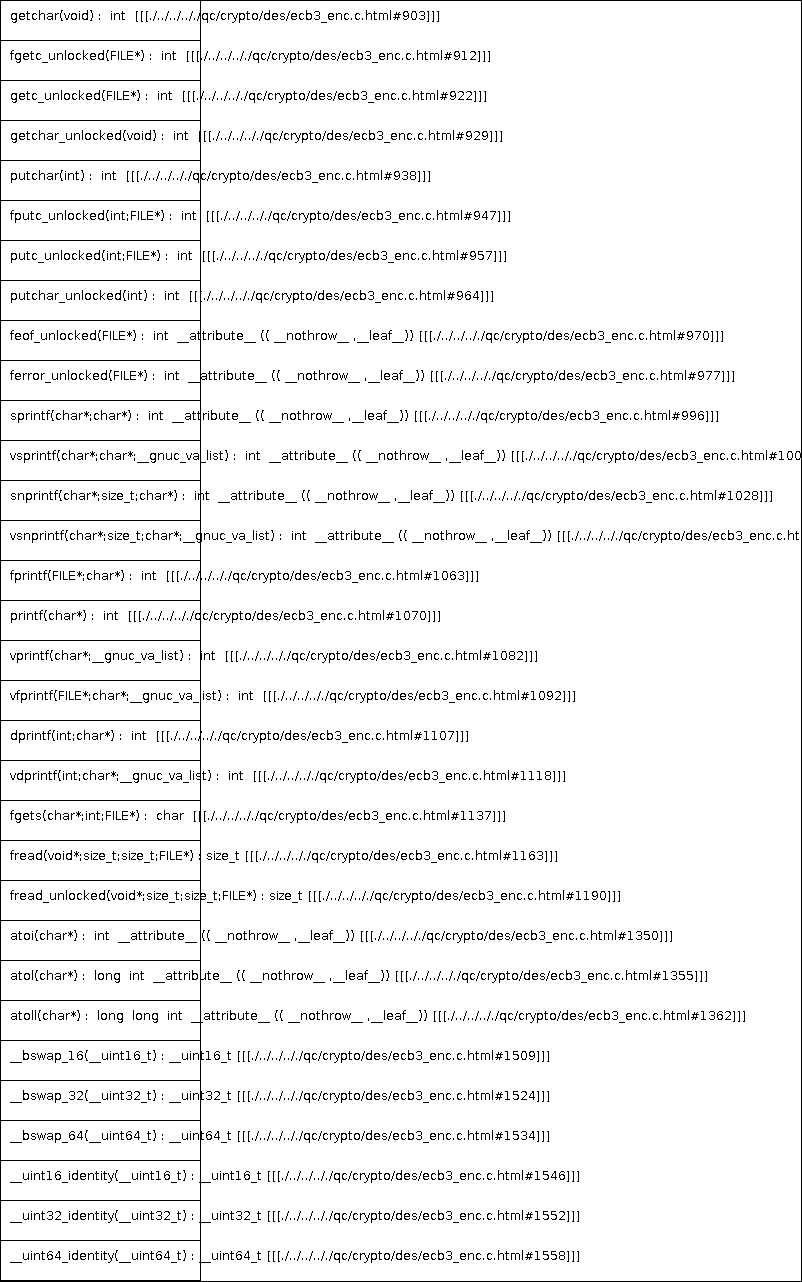 getchar(void) : int [[[./../../././qc/crypto/des/ecb3_enc.c.html#903]]]
fgetc_unlocked(FILE*) : int [[[./../../././qc/crypto/des/ecb3_enc.c.html#912]]]
getc_unlocked(FILE*) : int [[[./../../././qc/crypto/des/ecb3_enc.c.html#922]]]
getchar_unlocked(void) : int [[[./../../././qc/crypto/des/ecb3_enc.c.html#929]]]
putchar(int) : int [[[./../../././qc/crypto/des/ecb3_enc.c.html#938]]]
fputc_unlocked(int;FILE*) : int [[[./../../././qc/crypto/des/ecb3_enc.c.html#947]]]
putc_unlocked(int;FILE*) : int [[[./../../././qc/crypto/des/ecb3_enc.c.html#957]]]
putchar_unlocked(int) : int [[[./../../././qc/crypto/des/ecb3_enc.c.html#964]]]
feof_unlocked(FILE*) : int __attribute__ (( __nothrow__ ,__leaf__)) [[[./../../././qc/crypto/des/ecb3_enc.c.html#970]]]
ferror_unlocked(FILE*) : int __attribute__ (( __nothrow__ ,__leaf__)) [[[./../../././qc/crypto/des/ecb3_enc.c.html#977]]]
sprintf(char*;char*) : int __attribute__ (( __nothrow__ ,__leaf__)) [[[./../../././qc/crypto/des/ecb3_enc.c.html#996]]]
vsprintf(char*;char*;__gnuc_va_list) : int __attribute__ (( __nothrow__ ,__leaf__)) [[[./../../././qc/crypto/des/ecb3_enc.c.html#100
snprintf(char*;size_t;char*) : int __attribute__ (( __nothrow__ ,__leaf__)) [[[./../../././qc/crypto/des/ecb3_enc.c.html#1028]]]
vsnprintf(char*;size_t;char*;__gnuc_va_list) : int __attribute__ (( __nothrow__ ,__leaf__)) [[[./../../././qc/crypto/des/ecb3_enc.c.ht
fprintf(FILE*;char*) : int [[[./../../././qc/crypto/des/ecb3_enc.c.html#1063]]]
printf(char*) : int [[[./../../././qc/crypto/des/ecb3_enc.c.html#1070]]]
vprintf(char*;__gnuc_va_list) : int [[[./../../././qc/crypto/des/ecb3_enc.c.html#1082]]]
vfprintf(FILE*;char*;__gnuc_va_list) : int [[[./../../././qc/crypto/des/ecb3_enc.c.html#1092]]]
dprintf(int;char*) : int [[[./../../././qc/crypto/des/ecb3_enc.c.html#1107]]]
vdprintf(int;char*;__gnuc_va_list) : int [[[./../../././qc/crypto/des/ecb3_enc.c.html#1118]]]
fgets(char*;int;FILE*) : char [[[./../../././qc/crypto/des/ecb3_enc.c.html#1137]]]
fread(void*;size_t;size_t;FILE*) : size_t [[[./../../././qc/crypto/des/ecb3_enc.c.html#1163]]]
fread_unlocked(void*;size_t;size_t;FILE*) : size_t [[[./../../././qc/crypto/des/ecb3_enc.c.html#1190]]]
atoi(char*) : int __attribute__ (( __nothrow__ ,__leaf__)) [[[./../../././qc/crypto/des/ecb3_enc.c.html#1350]]]
atol(char*) : long int __attribute__ (( __nothrow__ ,__leaf__)) [[[./../../././qc/crypto/des/ecb3_enc.c.html#1355]]]
atoll(char*) : long long int __attribute__ (( __nothrow__ ,__leaf__)) [[[./../../././qc/crypto/des/ecb3_enc.c.html#1362]]]
__bswap_16(__uint16_t) : __uint16_t [[[./../../././qc/crypto/des/ecb3_enc.c.html#1509]]]
__bswap_32(__uint32_t) : __uint32_t [[[./../../././qc/crypto/des/ecb3_enc.c.html#1524]]]
__bswap_64(__uint64_t) : __uint64_t [[[./../../././qc/crypto/des/ecb3_enc.c.html#1534]]]
__uint16_identity(__uint16_t) : __uint16_t [[[./../../././qc/crypto/des/ecb3_enc.c.html#1546]]]
__uint32_identity(__uint32_t) : __uint32_t [[[./../../././qc/crypto/des/ecb3_enc.c.html#1552]]]
__uint64_identity(__uint64_t) : __uint64_t [[[./../../././qc/crypto/des/ecb3_enc.c.html#1558]]]